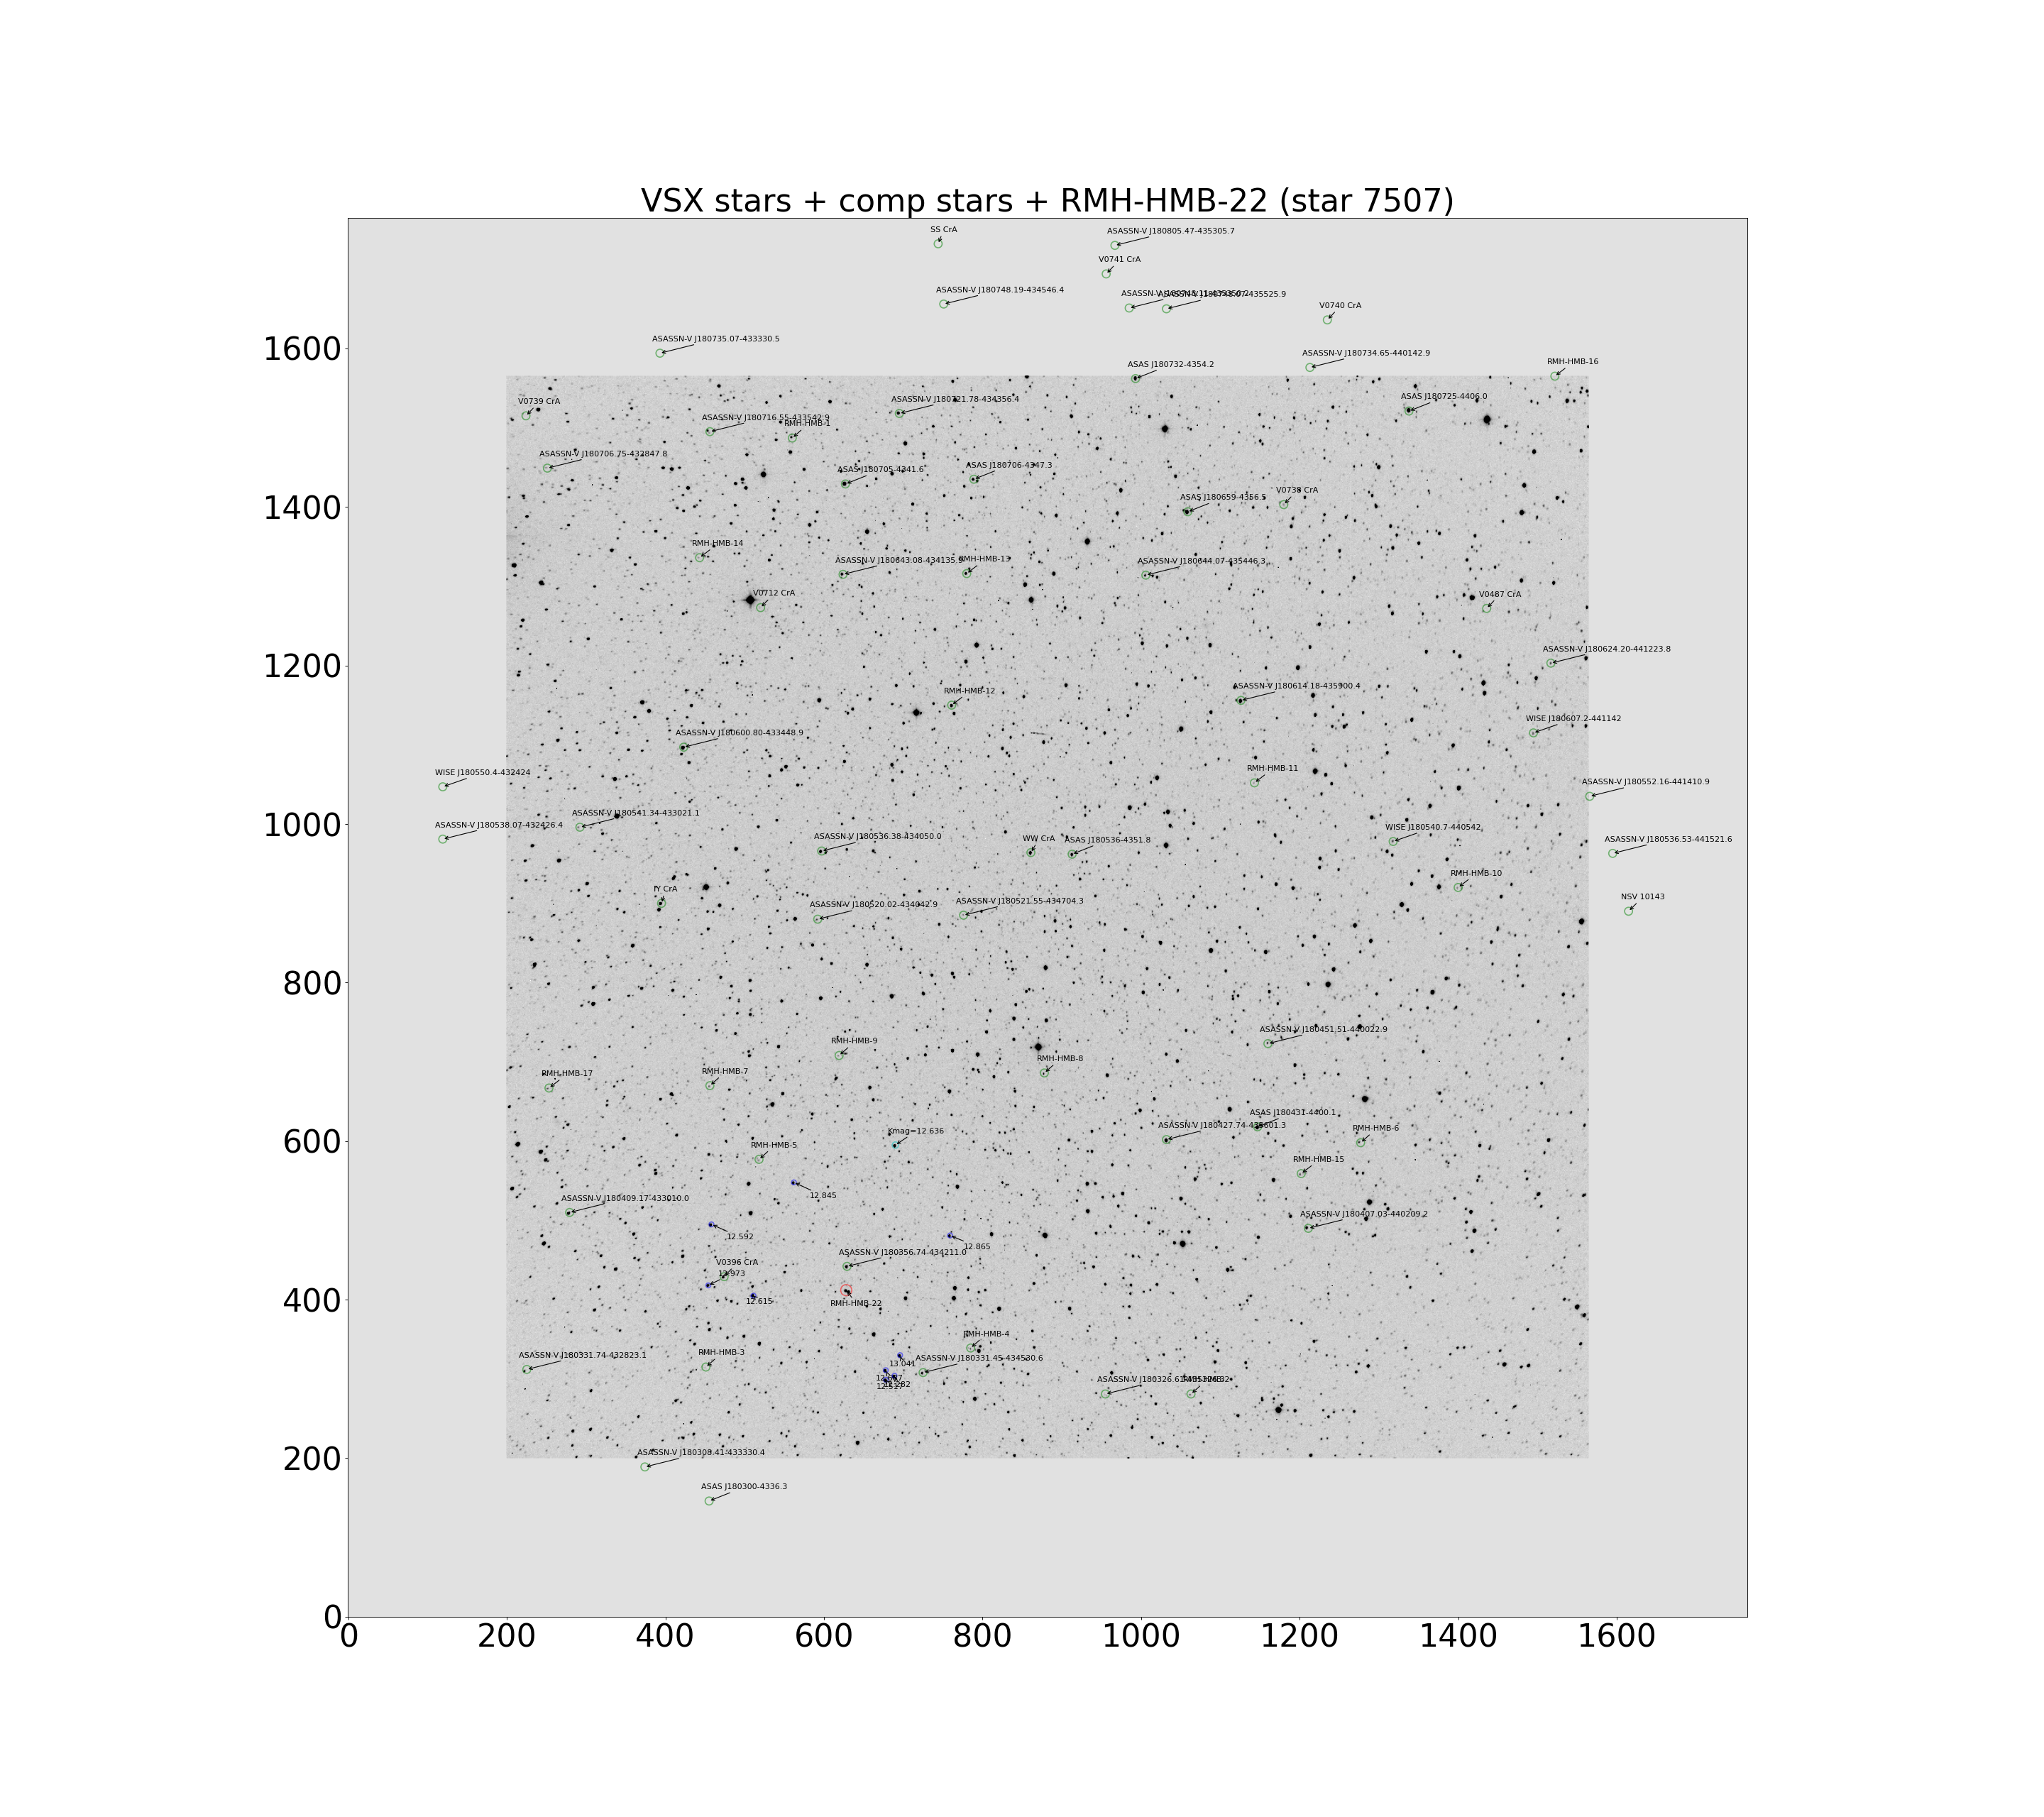 VSX stars + comp stars + RMH-HMB-22 (star 7507)
SS CrA
ASASSN-V J180805.47-435305.7
V0741 CrA
ASASSN-V J180748.19-434546.4
V0740 CrA
ASASSN-V J180735.07-433330.5
1600
ASASSN-V J180734.65-440142.9
ASAS J180732-4354.2
RMH-HMB-16
V0739 CrA
ASASSN-V J180721.78-434356.4
ASAS J180725-4406.0
ASASSN-V J180716.55-433542.9
RMH-HMB-1
ASASSN-V J180706.75-432847.8
ASAS J180705-4341.6
ASAS J180706-4347.3
ASAS J180659-4356.5
V0738 CrA
1400
RMH-HMB-14
ASASSN-V J180643.08-434135.9
RMH-HMB-13
ASASSN-V J180644.07-435446.3
V0712 CrA
V0487 CrA
1200
ASASSN-V J180624.20-441223.8
RMH-HMB-12
ASASSN-V J180614.18-435900.4
WISE J180607.2-441142
ASASSN-V J180600.80-433448.9
WISE J180550.4-432424
RMH-HMB-11
ASASSN-V J180552.16-441410.9
1000
ASASSN-V J180541.34-433021.1
ASASSN-V J180538.07-432426.4
ASASSN-V J180536.38-434050.0
WW CrA
ASAS J180536-4351.8
WISE J180540.7-440542
ASASSN-V J180536.53-441521.6
RMH-HMB-10
IY CrA
NSV 10143
ASASSN-V J180520.02-434042.9
ASASSN-V J180521.55-434704.3
800
ASASSN-V J180451.51-440022.9
RMH-HMB-9
RMH-HMB-8
RMH-HMB-17
RMH-HMB-7
600
ASAS J180431-4400.1
Kmag=12.636
ASASSN-V J180427.74-435601.3
RMH-HMB-6
RMH-HMB-5
RMH-HMB-15
12.845
ASASSN-V J180409.17-433010.0
ASASSN-V J180407.03-440209.2
12.592
12.865
ASASSN-V J180356.74-434211.0
V0396 CrA
12.973
400
12.615
RMH-HMB-22
RMH-HMB-4
RMH-HMB-3
ASASSN-V J180331.74-432823.1
ASASSN-V J180331.45-434530.6
13.041
200
ASASSN-V J180308.41-433330.4
ASAS J180300-4336.3
0
0 200 400 600 800 1000 1200 1400 1600